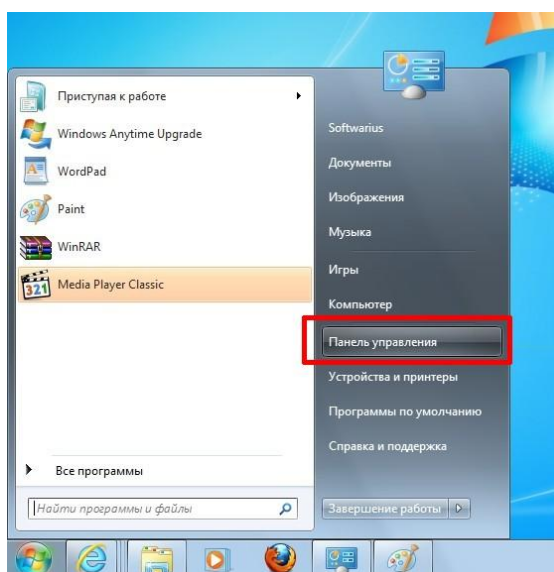 Приступая к работе
Windows Anytime Upgrade
WordPad
Paint
WinRAR
321
Media Player Classic
Все программы
Найти программы и файлы
Softwarius
Документы
Изображения
Музыка
Игры
Компьютер
Панель управления
Устройства и принтеры
Программы по умолчанию
Справка и поддержка
Завершение работы